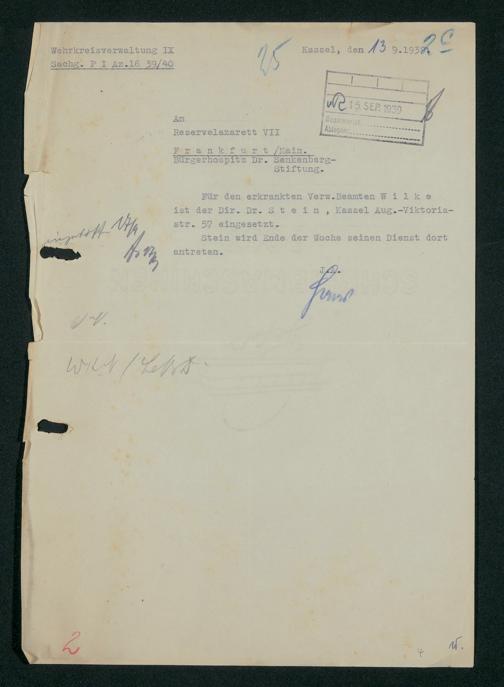 Wehrkreisverwaltung IX
Sachg. P I Az.16 39/40
25
Kassel, den 13.9.1939
15. SEP. 1939
An
Reservelazarett VII
F r a n k f u r t /Main.
Bürgerhospitz Dr. Senkenberg-
Stiftung.
Für den erkrankten Verw.Beamten W i l k e
ist der Dir. Dr. S t e i n , Kassel Aug.-Viktoria-
str. 57 eingesetzt.
Stein wird Ende der Woche seinen Dienst dort
antreten.
2